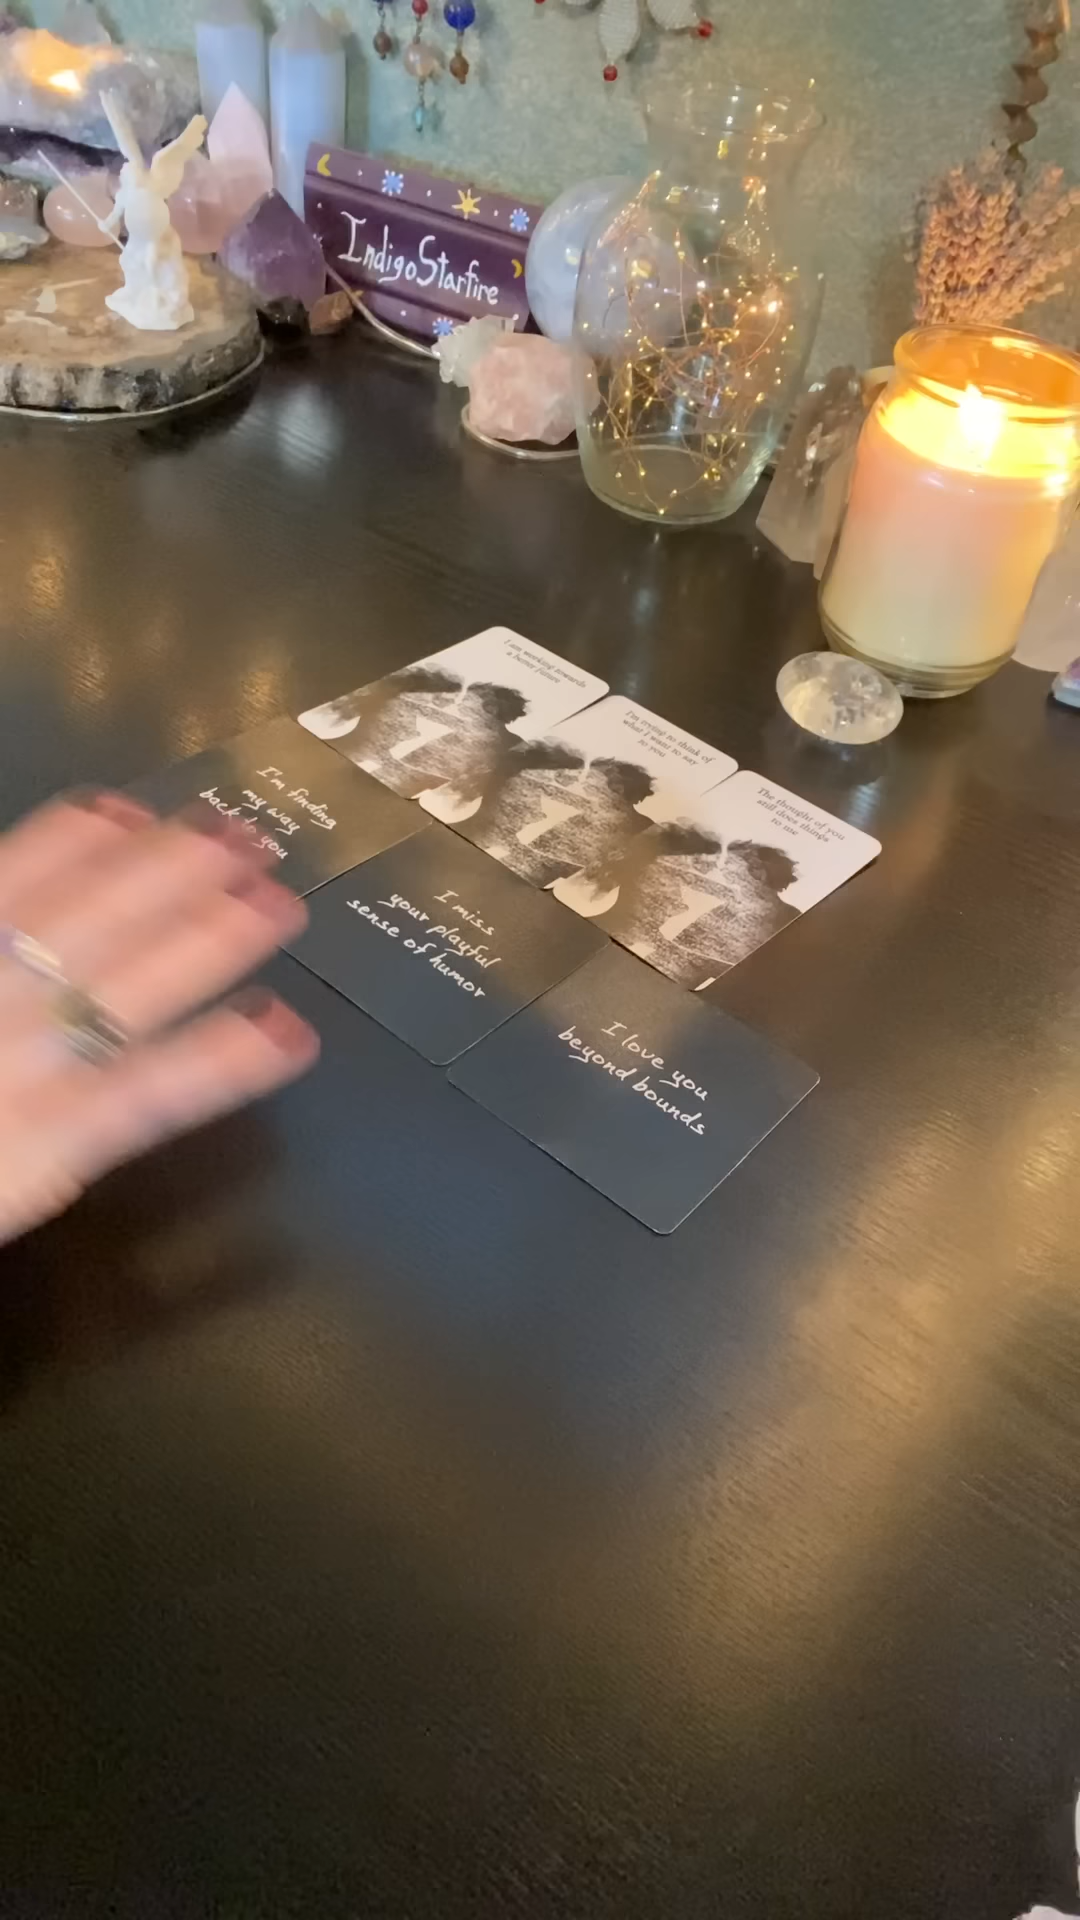 IndigoStarfire
I am working towards
a better future
I'm trying to think of
what I want to say
to you
The thought of you
still does things
to me
I'm finding
my way
back to you
I miss
your playful
sense of humor
I love you
beyond bounds